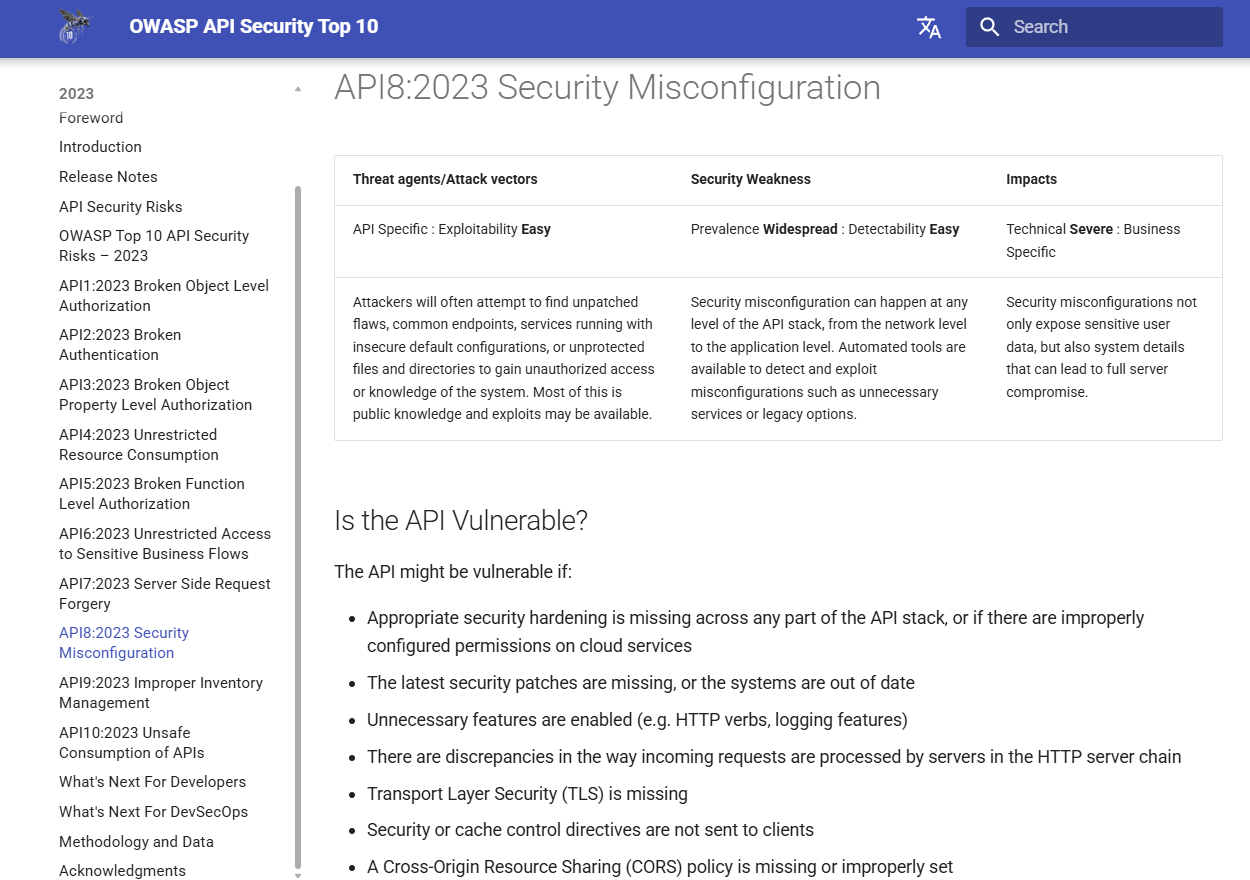 OWASP API Security Top 10
Search
10
2023
Foreword
Introduction
Release Notes
API Security Risks
OWASP Top 10 API Security
Risks – 2023
API1:2023 Broken Object Level
Authorization
API2:2023 Broken
Authentication
API3:2023 Broken Object
Property Level Authorization
API4:2023 Unrestricted
Resource Consumption
API5:2023 Broken Function
Level Authorization
API6:2023 Unrestricted Access
to Sensitive Business Flows
API7:2023 Server Side Request
Forgery
API8:2023 Security
Misconfiguration
API9:2023 Improper Inventory
Management
API10:2023 Unsafe
Consumption of APIs
What's Next For Developers
What's Next For DevSecOps
Methodology and Data
Acknowledgments
API8:2023 Security Misconfiguration
Threat agents/Attack vectors
Security Weakness
Impacts
API Specific : Exploitability Easy
Prevalence Widespread : Detectability Easy
Technical Severe : Business
Specific
Attackers will often attempt to find unpatched
flaws, common endpoints, services running with
insecure default configurations, or unprotected
files and directories to gain unauthorized access
or knowledge of the system. Most of this is
public knowledge and exploits may be available.
Security misconfiguration can happen at any
level of the API stack, from the network level
to the application level. Automated tools are
available to detect and exploit
misconfigurations such as unnecessary
services or legacy options.
Security misconfigurations not
only expose sensitive user
data, but also system details
that can lead to full server
compromise.
Is the API Vulnerable?
The API might be vulnerable if:
• Appropriate security hardening is missing across any part of the API stack, or if there are improperly
configured permissions on cloud services
• The latest security patches are missing, or the systems are out of date
• Unnecessary features are enabled (e.g. HTTP verbs, logging features)
• There are discrepancies in the way incoming requests are processed by servers in the HTTP server chain
• Transport Layer Security (TLS) is missing
• Security or cache control directives are not sent to clients
• A Cross-Origin Resource Sharing (CORS) policy is missing or improperly set